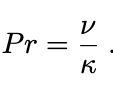 Pr = ν/κ .